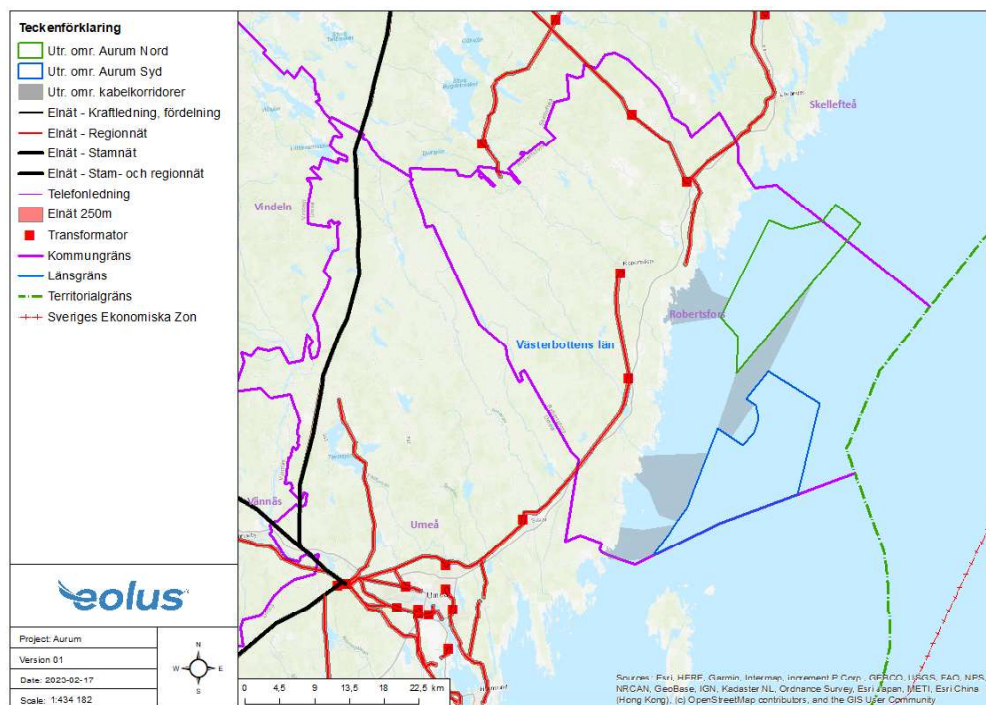 Teckenförklaring
Utr. omr. Aurum Nord
Utr. omr. Aurum Syd
Utr. omr. kabelkorridorer
Elnät - Kraftledning, fördelning
Elnät - Regionnät
Elnät - Stamnät
Elnät - Stam- och regionnät
Telefonledning
Elnät 250m
Transformator
Kommungräns
Länsgräns
Territorialgräns
Sveriges Ekonomiska Zon
Skellefteå
Vindeln
Robertsfors
Västerbottens län
Vännäs
Umeå
eolus
Project: Aurum
Version 01
Date: 2023-02-17
Scale: 1:434 182
N
W E
S
0 4,5 9 13,5 18 22,5 km
Sources: Esri, HERE, Garmin, Intermap, increment P Corp., GEBCO, USGS, FAO, NPS,
NRCAN, GeoBase, IGN, Kadaster NL, Ordnance Survey, Esri Japan, METI, Esri China
(Hong Kong), (c) OpenStreetMap contributors, and the GIS User Community